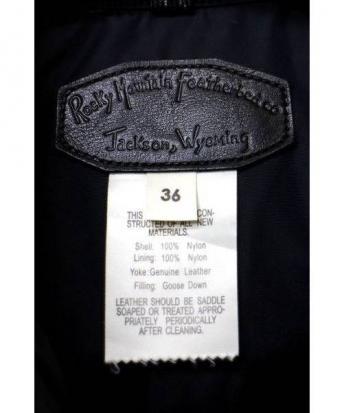 Rocky Mountain Featherbed Co
Jackson, Wyoming
36
THIS CON-
STRUCTED OF ALL NEW
MATERIALS.
Shell: 100% Nylon
Lining: 100% Nylon
Yoke:Genuine Leather
Filling: Goose Down
LEATHER SHOULD BE SADDLE
SOAPED OR TREATED APPRO-
PRIATELY PERIODICALLY
AFTER CLEANING.